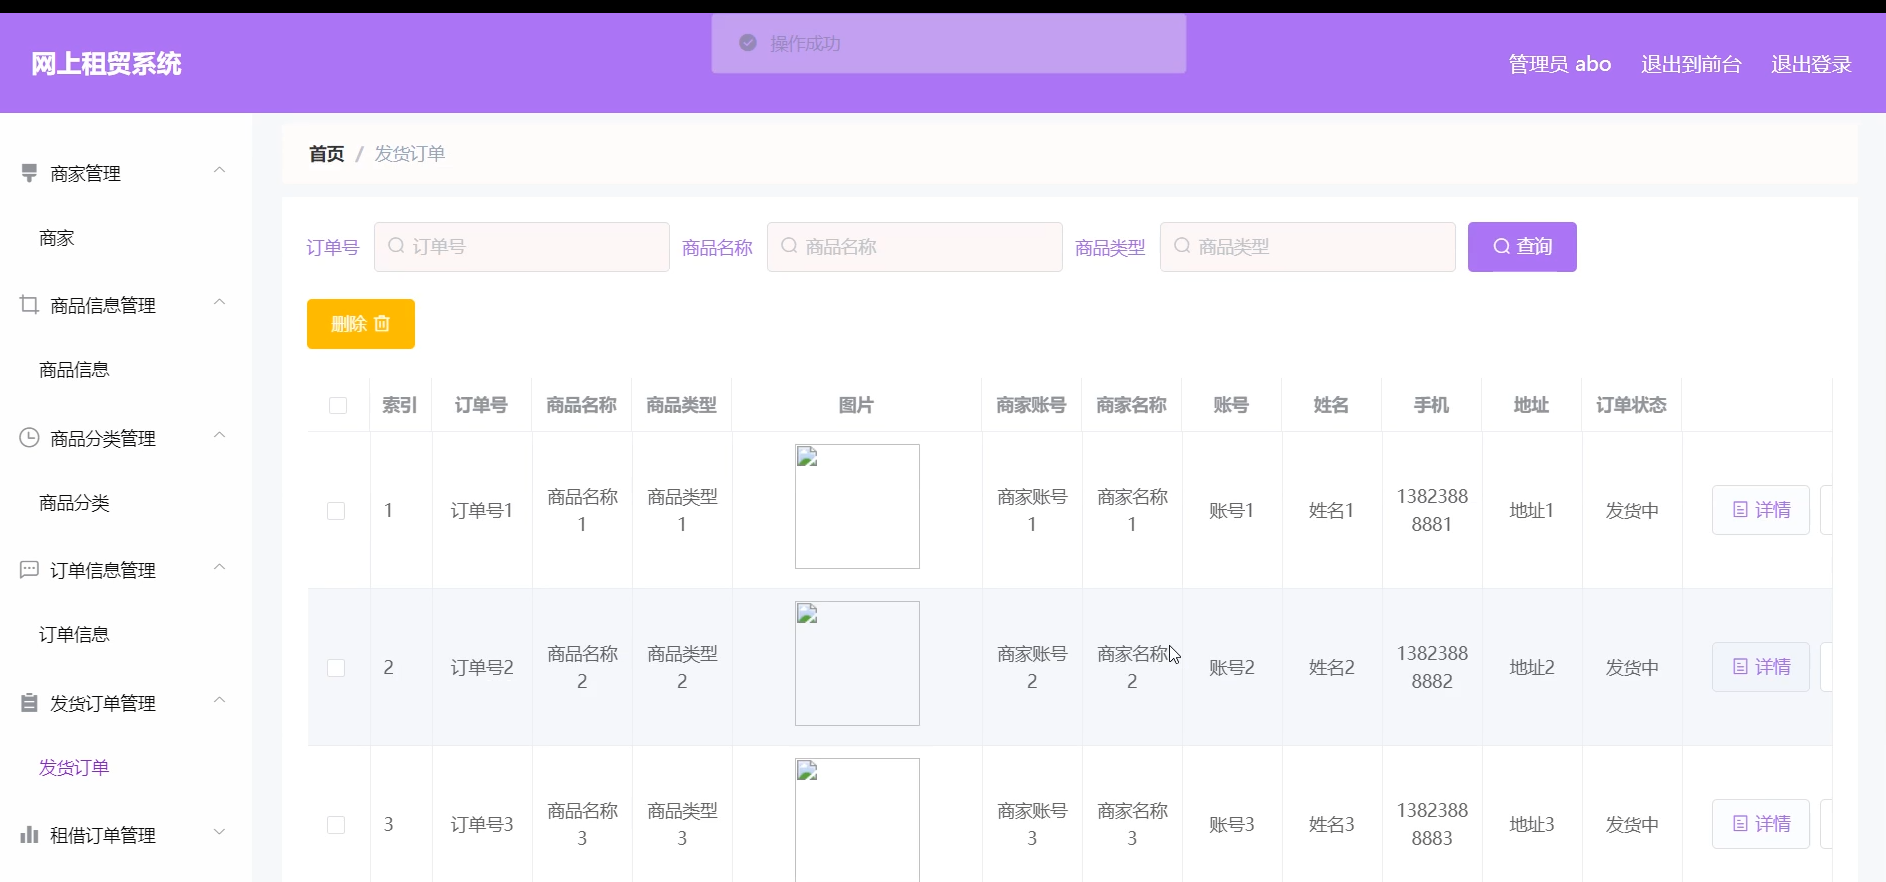 操作成功
网上租贸系统
管理员 abo 退出到前台 退出登录
首页 / 发货订单
商家管理
商家
商品信息管理
商品信息
商品分类管理
商品分类
订单信息管理
订单信息
发货订单管理
发货订单
租借订单管理
订单号 订单号 商品名称 商品名称 商品类型 商品类型 查询
删除
索引 订单号 商品名称 商品类型 图片 商家账号 商家名称 账号 姓名 手机 地址 订单状态
1 订单号1 商品名称1 商品类型1 商家账号1 商家名称1 账号1 姓名1 13823888881 地址1 发货中 详情
2 订单号2 商品名称2 商品类型2 商家账号2 商家名称2 账号2 姓名2 13823888882 地址2 发货中 详情
3 订单号3 商品名称3 商品类型3 商家账号3 商家名称3 账号3 姓名3 13823888883 地址3 发货中 详情